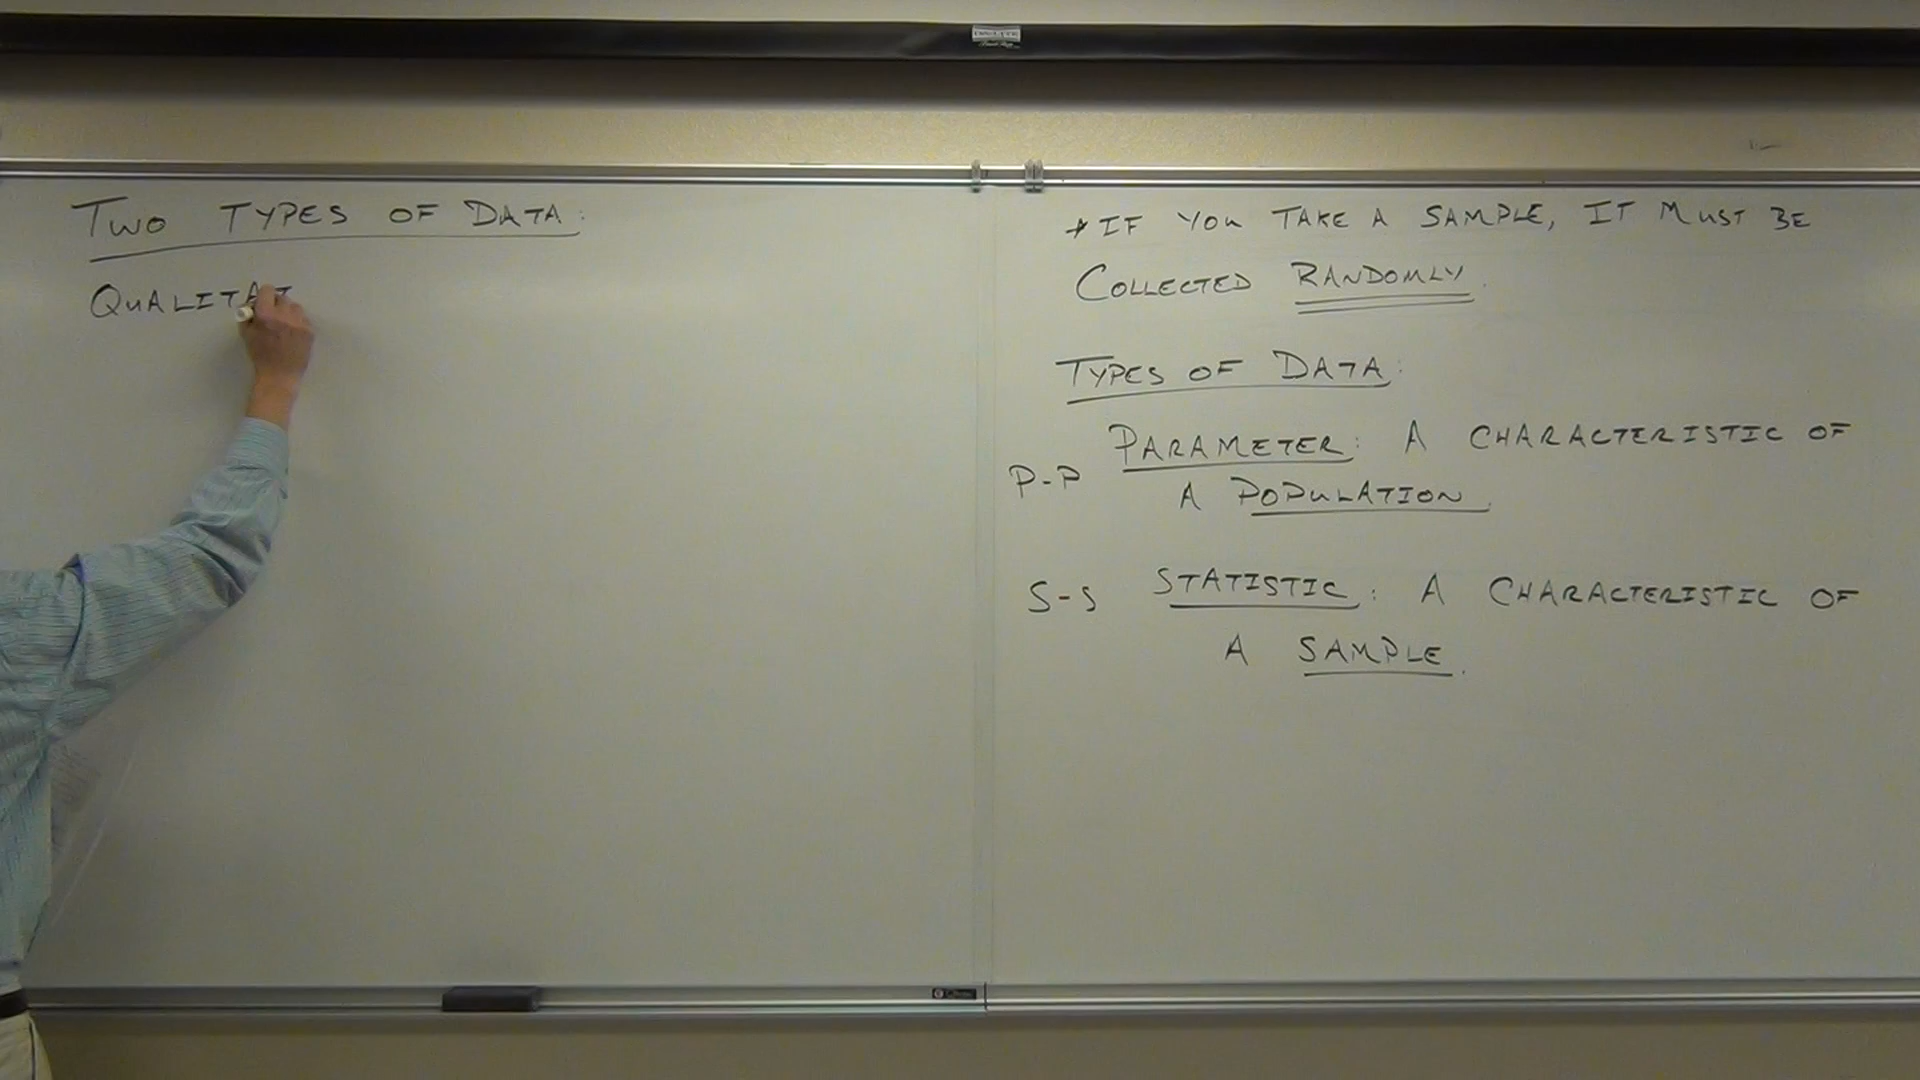 TWO TYPES OF DATA:
QUALITAT
* IF YOU TAKE A SAMPLE, IT MUST BE
COLLECTED RANDOMLY.
TYPES OF DATA:
PARAMETER: A CHARACTERISTIC OF
P-P
A POPULATION.
S-S STATISTIC: A CHARACTERISTIC OF
A SAMPLE.